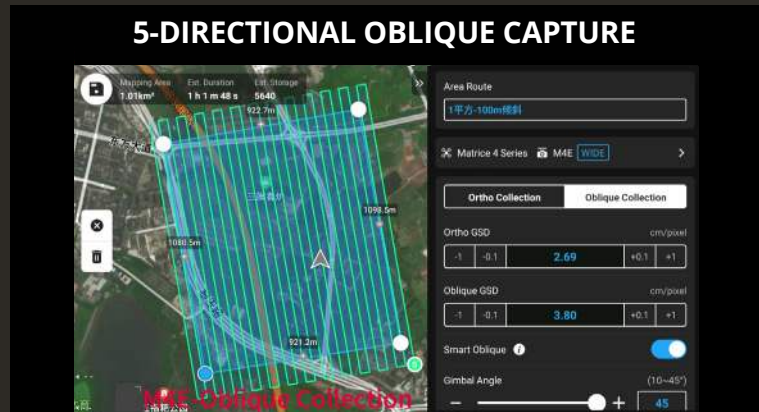 5-DIRECTIONAL OBLIQUE CAPTURE
Mapping Area
Est. Duration
Est. Storage
1.01km²
1 h 1 m 48 s
5640
922.7m
1098.5m
1080.5m
921.2m
M4E-Oblique Collection
Area Route
1平方-100m倾斜
Matrice 4 Series
M4E
WIDE
Ortho Collection
Oblique Collection
Ortho GSD
cm/pixel
-1
-0.1
2.69
+0.1
+1
Oblique GSD
cm/pixel
-1
-0.1
3.80
+0.1
+1
Smart Oblique
Gimbal Angle
(10~45°)
45